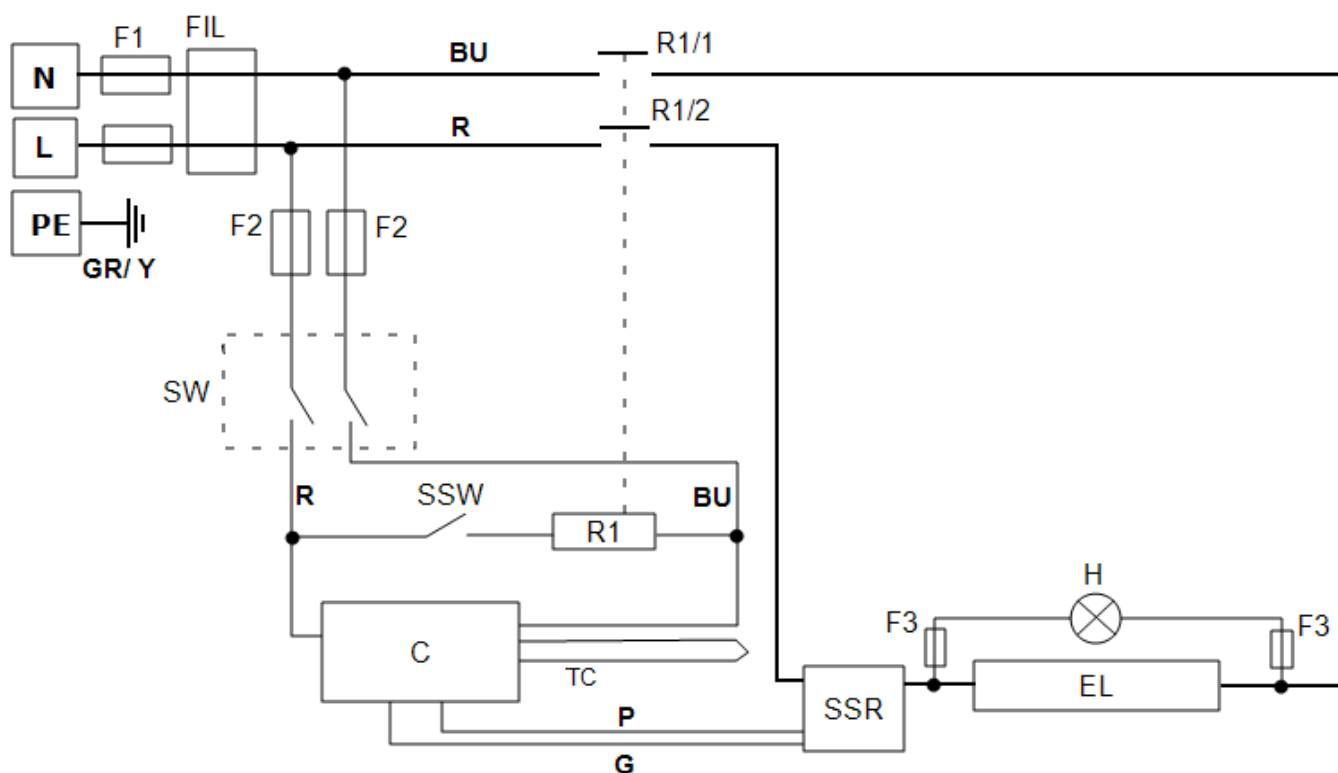 F1 FIL
N BU R1/1
L R R1/2
PE
GR/ Y
F2 F2
SW
R SSW BU
R1
H
F3 F3
C
TC
EL
SSR
P
G